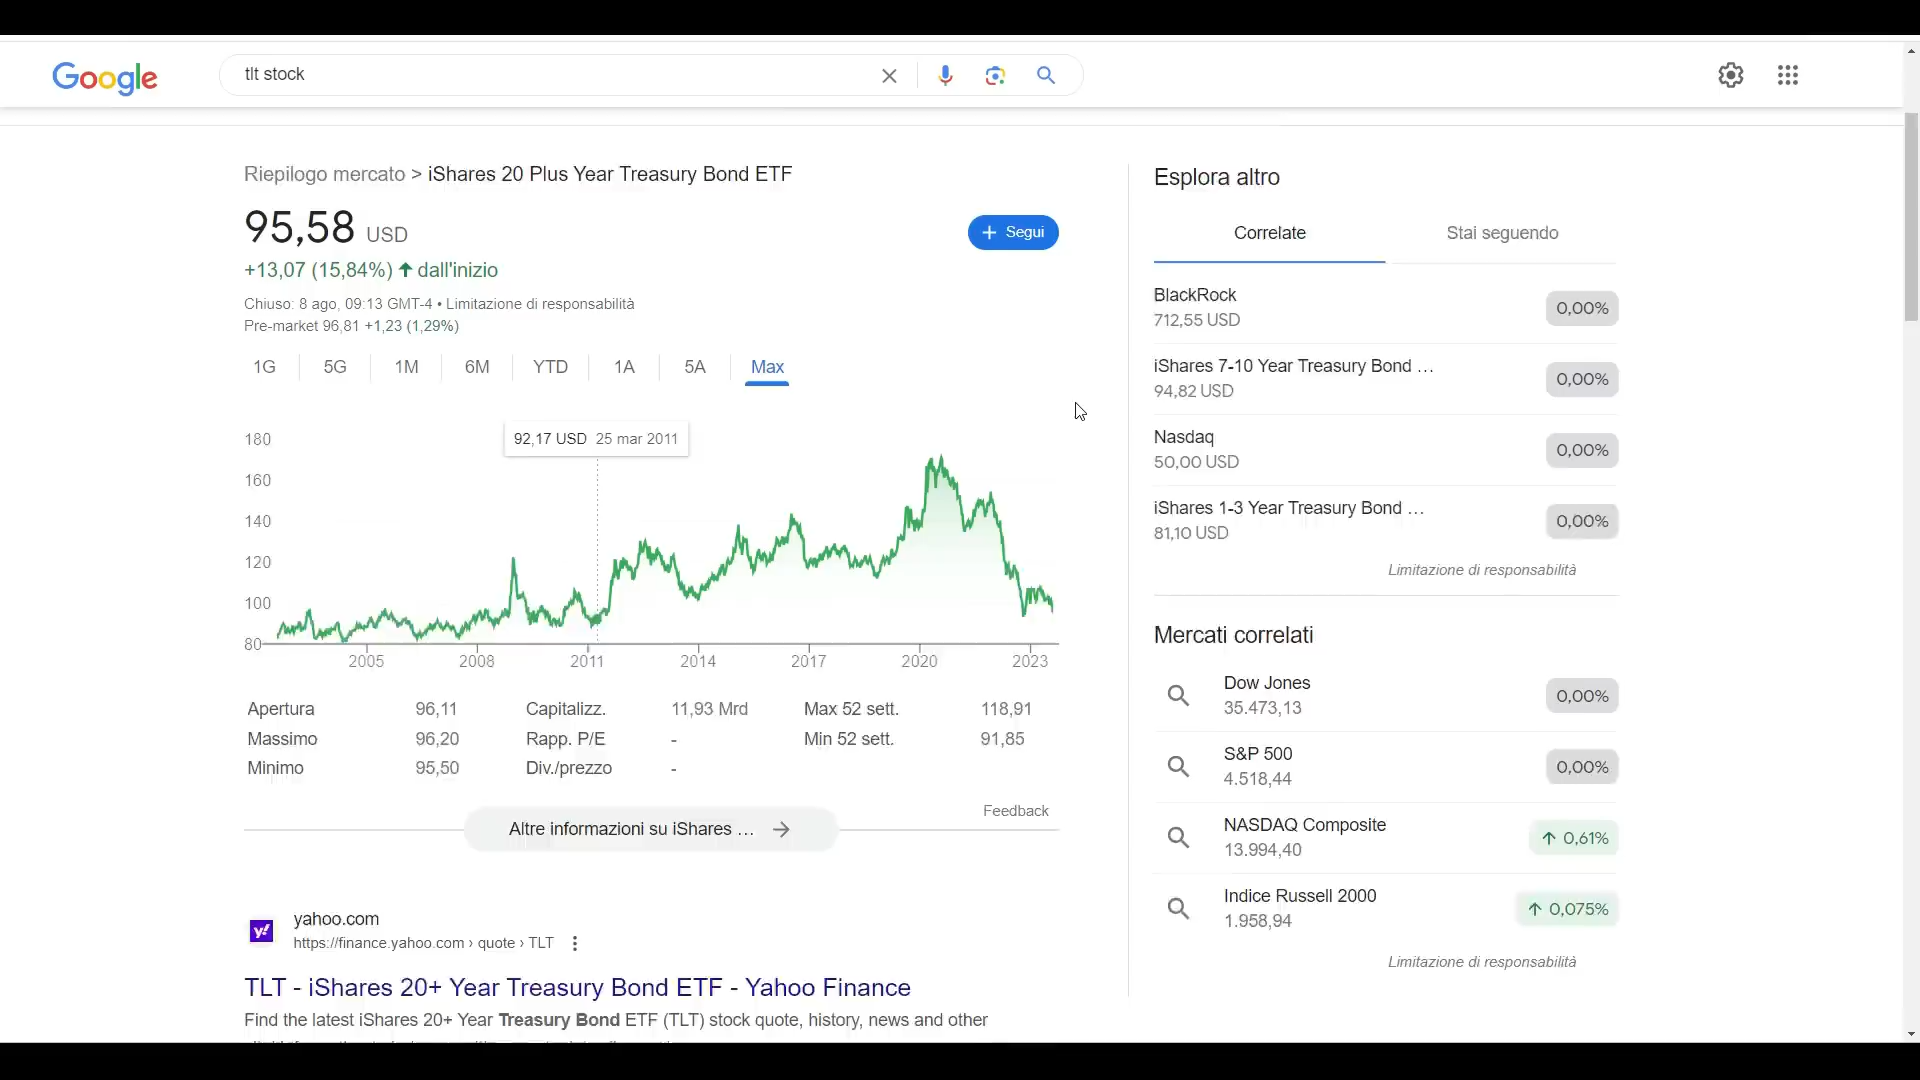 Google
tlt stock
Riepilogo mercato > iShares 20 Plus Year Treasury Bond ETF
95,58 USD
+ Segui
+13,07 (15,84%) ↑ dall'inizio
Chiuso: 8 ago, 09:13 GMT-4 • Limitazione di responsabilità
Pre-market 96,81 +1,23 (1,29%)
1G 5G 1M 6M YTD 1A 5A Max
92,17 USD 25 mar 2011
180
160
140
120
100
80
2005 2008 2011 2014 2017 2020 2023
Apertura 96,11 Capitalizz. 11,93 Mrd Max 52 sett. 118,91
Massimo 96,20 Rapp. P/E - Min 52 sett. 91,85
Minimo 95,50 Div./prezzo -
Feedback
Altre informazioni su iShares ... →
y!
yahoo.com
https://finance.yahoo.com › quote › TLT
TLT - iShares 20+ Year Treasury Bond ETF - Yahoo Finance
Find the latest iShares 20+ Year Treasury Bond ETF (TLT) stock quote, history, news and other
Esplora altro
Correlate Stai seguendo
BlackRock
712,55 USD
0,00%
iShares 7-10 Year Treasury Bond ...
94,82 USD
0,00%
Nasdaq
50,00 USD
0,00%
iShares 1-3 Year Treasury Bond ...
81,10 USD
0,00%
Limitazione di responsabilità
Mercati correlati
Dow Jones
35.473,13
0,00%
S&P 500
4.518,44
0,00%
NASDAQ Composite
13.994,40
↑ 0,61%
Indice Russell 2000
1.958,94
↑ 0,075%
Limitazione di responsabilità